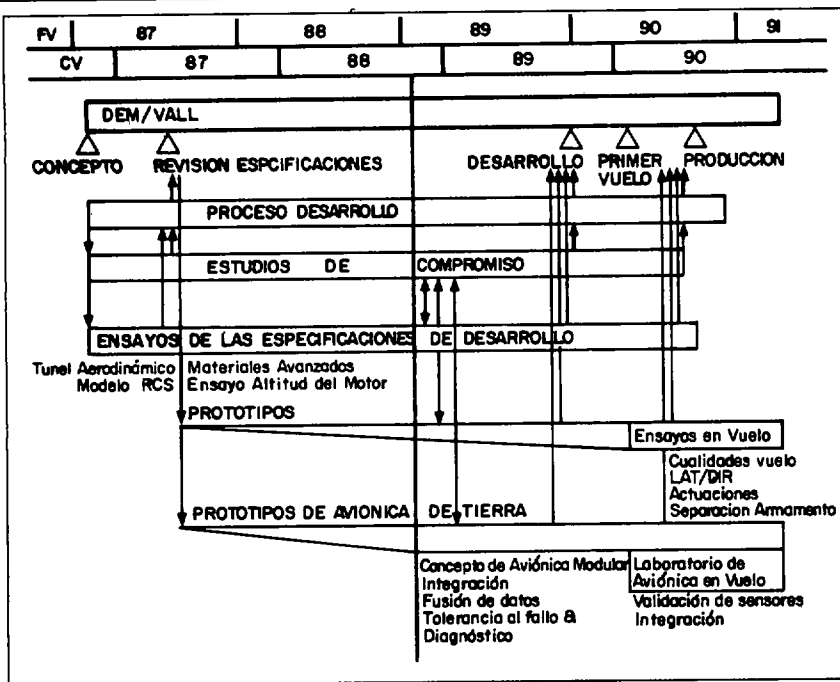 FV 87 88 89 90 91
CV 87 88 89 90
DEM/VALL
CONCEPTO REVISION ESPCIFICACIONES DESARROLLO PRIMER VUELO PRODUCCION
PROCESO DESARROLLO
ESTUDIOS DE COMPROMISO
ENSAYOS DE LAS ESPECIFICACIONES DE DESARROLLO
Tunel Aerodinámico Materiales Avanzados
Modelo RCS Ensayo Altitud del Motor
PROTOTIPOS
Ensayos en Vuelo
Cualidades vuelo
LAT/DIR
Actuaciones
Separacion Armamento
PROTOTIPOS DE AVIONICA DE TIERRA
Concepto de Aviónica Modular
Integración
Fusión de datos
Tolerancia al fallo &
Diagnóstico
Laboratorio de
Aviónica en Vuelo
Validación de sensores
Integración